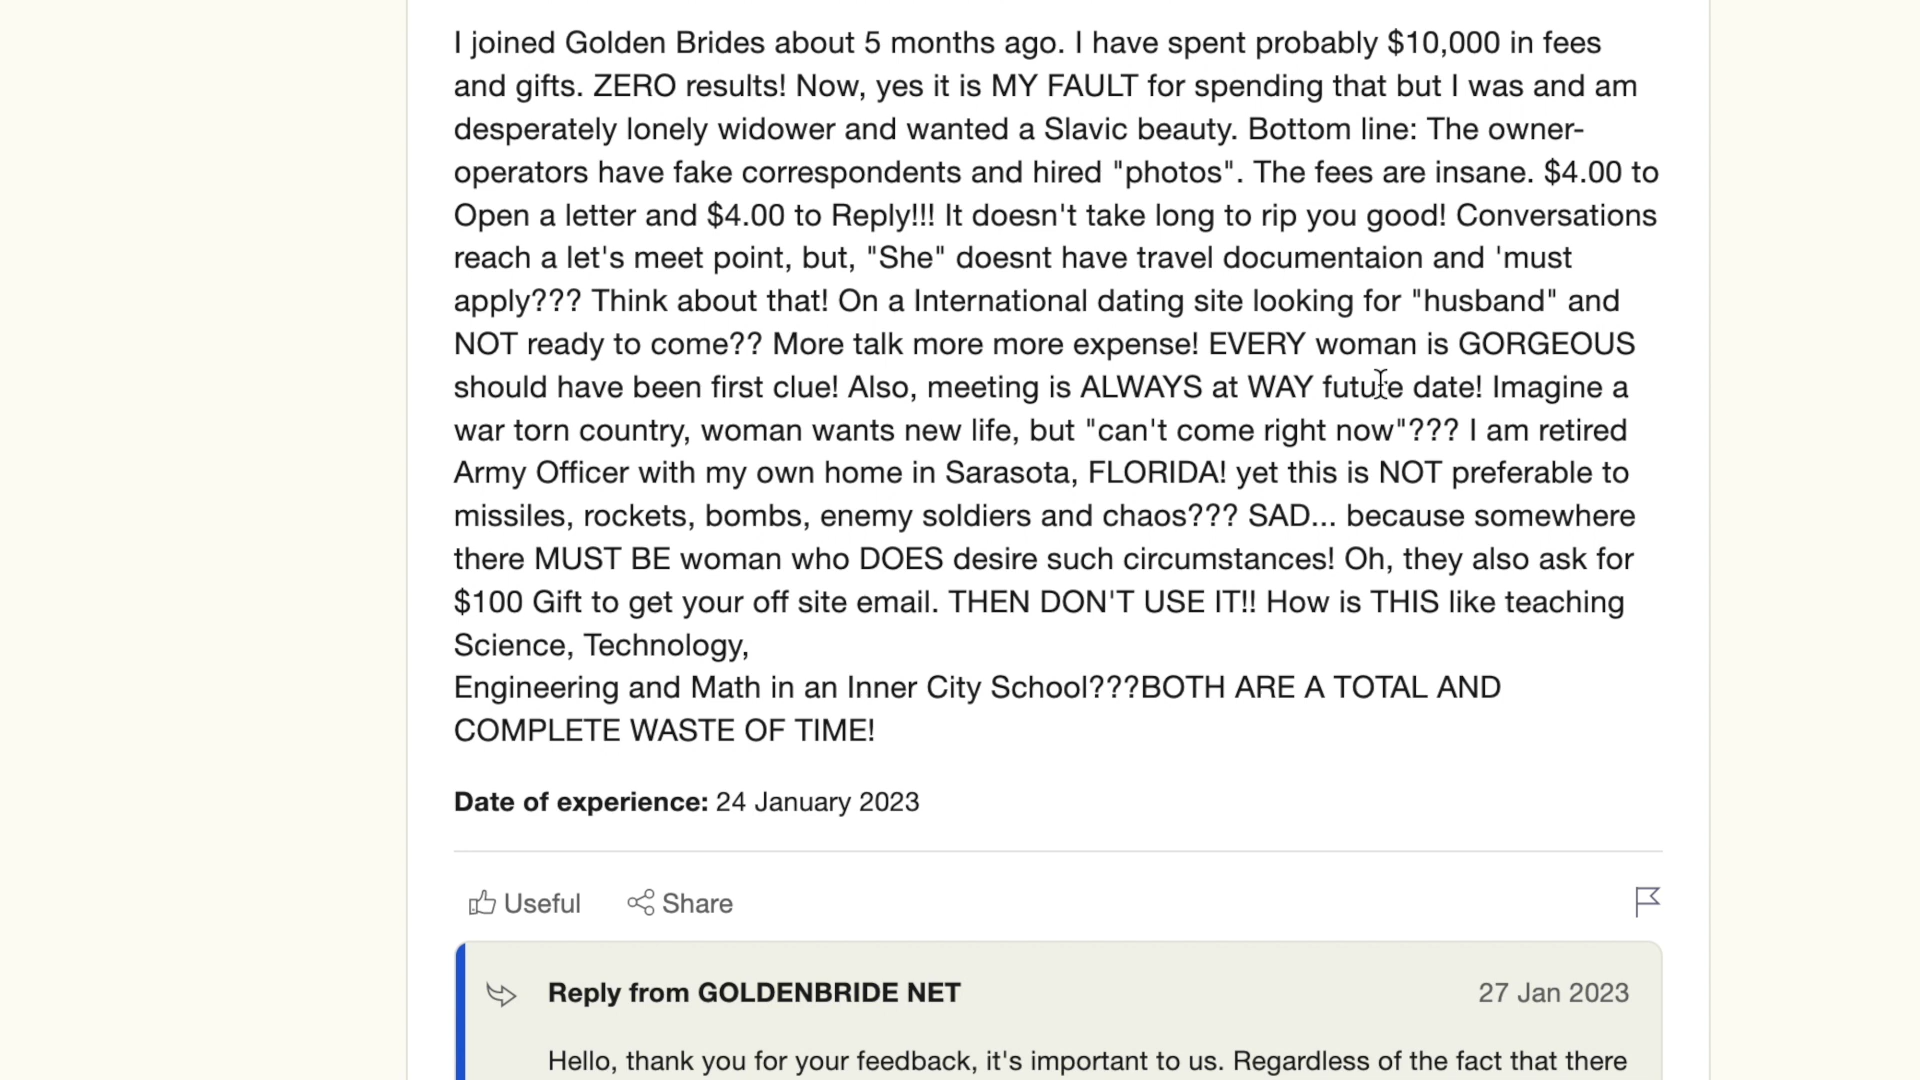 I joined Golden Brides about 5 months ago. I have spent probably $10,000 in fees
and gifts. ZERO results! Now, yes it is MY FAULT for spending that but I was and am
desperately lonely widower and wanted a Slavic beauty. Bottom line: The owner-
operators have fake correspondents and hired "photos". The fees are insane. $4.00 to
Open a letter and $4.00 to Reply!!! It doesn't take long to rip you good! Conversations
reach a let's meet point, but, "She" doesnt have travel documentaion and 'must
apply??? Think about that! On a International dating site looking for "husband" and
NOT ready to come?? More talk more more expense! EVERY woman is GORGEOUS
should have been first clue! Also, meeting is ALWAYS at WAY future date! Imagine a
war torn country, woman wants new life, but "can't come right now"??? I am retired
Army Officer with my own home in Sarasota, FLORIDA! yet this is NOT preferable to
missiles, rockets, bombs, enemy soldiers and chaos??? SAD... because somewhere
there MUST BE woman who DOES desire such circumstances! Oh, they also ask for
$100 Gift to get your off site email. THEN DON'T USE IT!! How is THIS like teaching
Science, Technology,
Engineering and Math in an Inner City School???BOTH ARE A TOTAL AND
COMPLETE WASTE OF TIME!
Date of experience: 24 January 2023
Useful Share
Reply from GOLDENBRIDE NET 27 Jan 2023
Hello, thank you for your feedback, it's important to us. Regardless of the fact that there